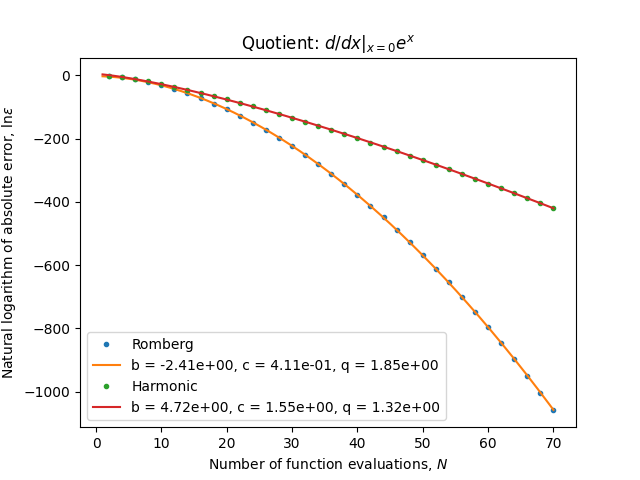 Quotient: d/dx|ₓ₌₀eˣ
Natural logarithm of absolute error, lnε
0
−200
−400
−600
−800
−1000
Romberg
b = -2.41e+00, c = 4.11e-01, q = 1.85e+00
Harmonic
b = 4.72e+00, c = 1.55e+00, q = 1.32e+00
0 10 20 30 40 50 60 70
Number of function evaluations, N